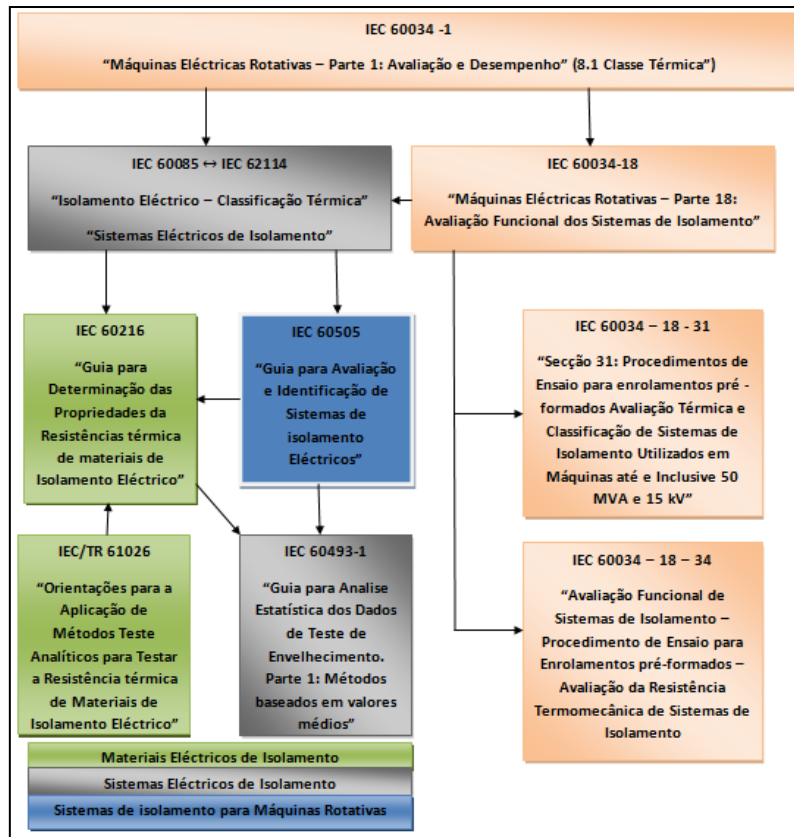 IEC 60034 -1
“Máquinas Eléctricas Rotativas – Parte 1: Avaliação e Desempenho” (8.1 Classe Térmica”)
IEC 60085 ↔ IEC 62114
“Isolamento Eléctrico – Classificação Térmica”
“Sistemas Eléctricos de Isolamento”
IEC 60034-18
“Máquinas Eléctricas Rotativas – Parte 18:
Avaliação Funcional dos Sistemas de Isolamento”
IEC 60216
“Guia para
Determinação das
Propriedades da
Resistências térmica
de materiais de
Isolamento Eléctrico”
IEC 60505
“Guia para Avaliação
e Identificação de
Sistemas de
isolamento
Eléctricos”
IEC 60034 – 18 - 31
“Secção 31: Procedimentos de
Ensaio para enrolamentos pré -
formados Avaliação Térmica e
Classificação de Sistemas de
Isolamento Utilizados em
Máquinas até e Inclusive 50
MVA e 15 kV”
IEC/TR 61026
“Orientações para a
Aplicação de
Métodos Teste
Analíticos para Testar
a Resistência térmica
de Materiais de
Isolamento Eléctrico”
IEC 60493-1
“Guia para Analise
Estatística dos Dados
de Teste de
Envelhecimento.
Parte 1: Métodos
baseados em valores
médios”
IEC 60034 – 18 – 34
“Avaliação Funcional de
Sistemas de Isolamento –
Procedimento de Ensaio para
Enrolamentos pré-formados –
Avaliação da Resistência
Termomecânica de Sistemas de
Isolamento
Materiais Eléctricos de Isolamento
Sistemas Eléctricos de Isolamento
Sistemas de isolamento para Máquinas Rotativas